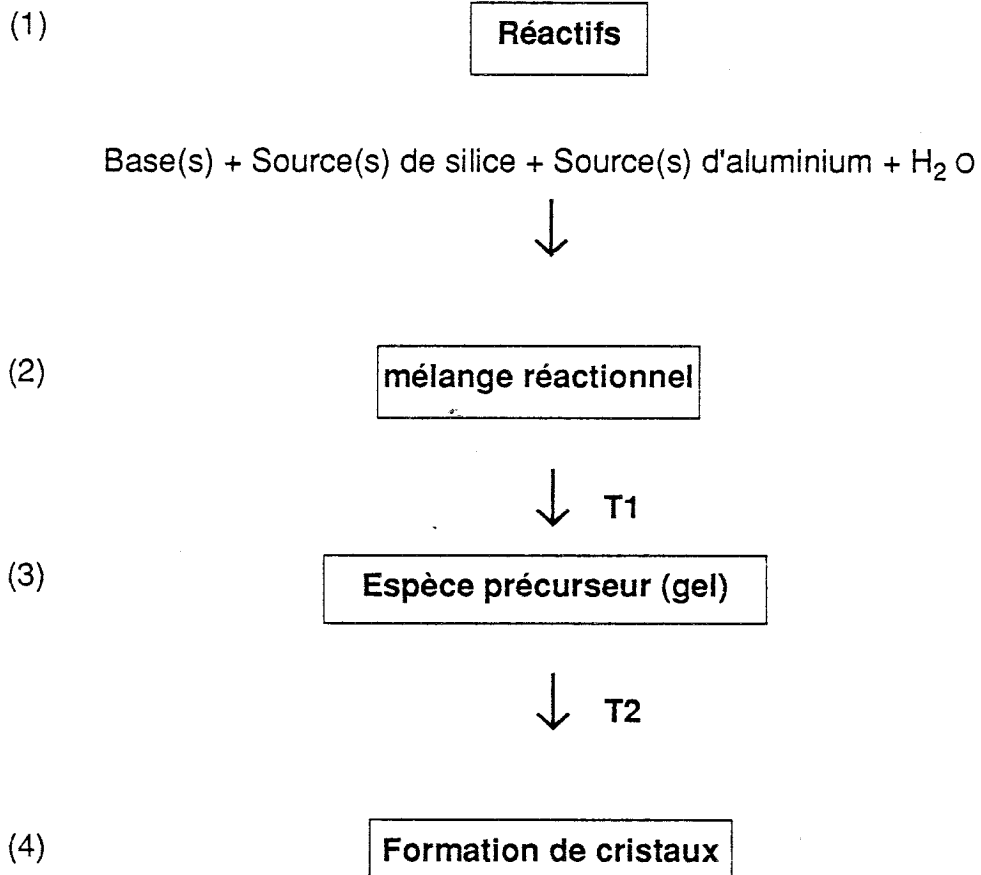 (1) Réactifs
Base(s) + Source(s) de silice + Source(s) d'aluminium + H₂ O
(2) mélange réactionnel
T1
(3) Espèce précurseur (gel)
T2
(4) Formation de cristaux